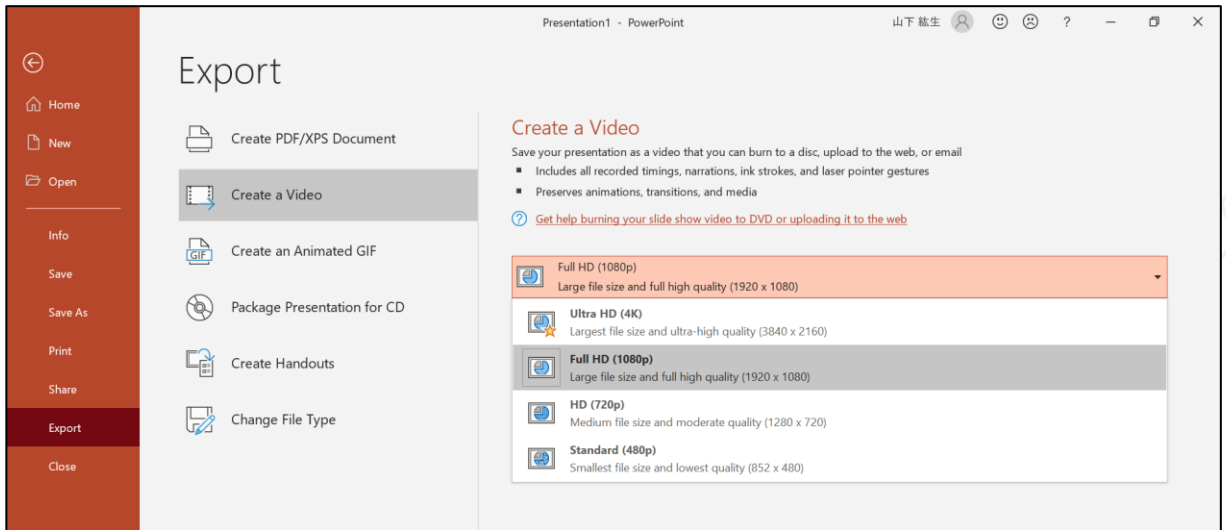 Presentation1 - PowerPoint
山下 紘生
?
Home
New
Open
Info
Save
Save As
Print
Share
Export
Close
Export
Create PDF/XPS Document
Create a Video
GIF
Create an Animated GIF
Package Presentation for CD
Create Handouts
Change File Type
Create a Video
Save your presentation as a video that you can burn to a disc, upload to the web, or email
▪ Includes all recorded timings, narrations, ink strokes, and laser pointer gestures
▪ Preserves animations, transitions, and media
? Get help burning your slide show video to DVD or uploading it to the web
Full HD (1080p)
Large file size and full high quality (1920 x 1080)
Ultra HD (4K)
Largest file size and ultra-high quality (3840 x 2160)
Full HD (1080p)
Large file size and full high quality (1920 x 1080)
HD (720p)
Medium file size and moderate quality (1280 x 720)
Standard (480p)
Smallest file size and lowest quality (852 x 480)